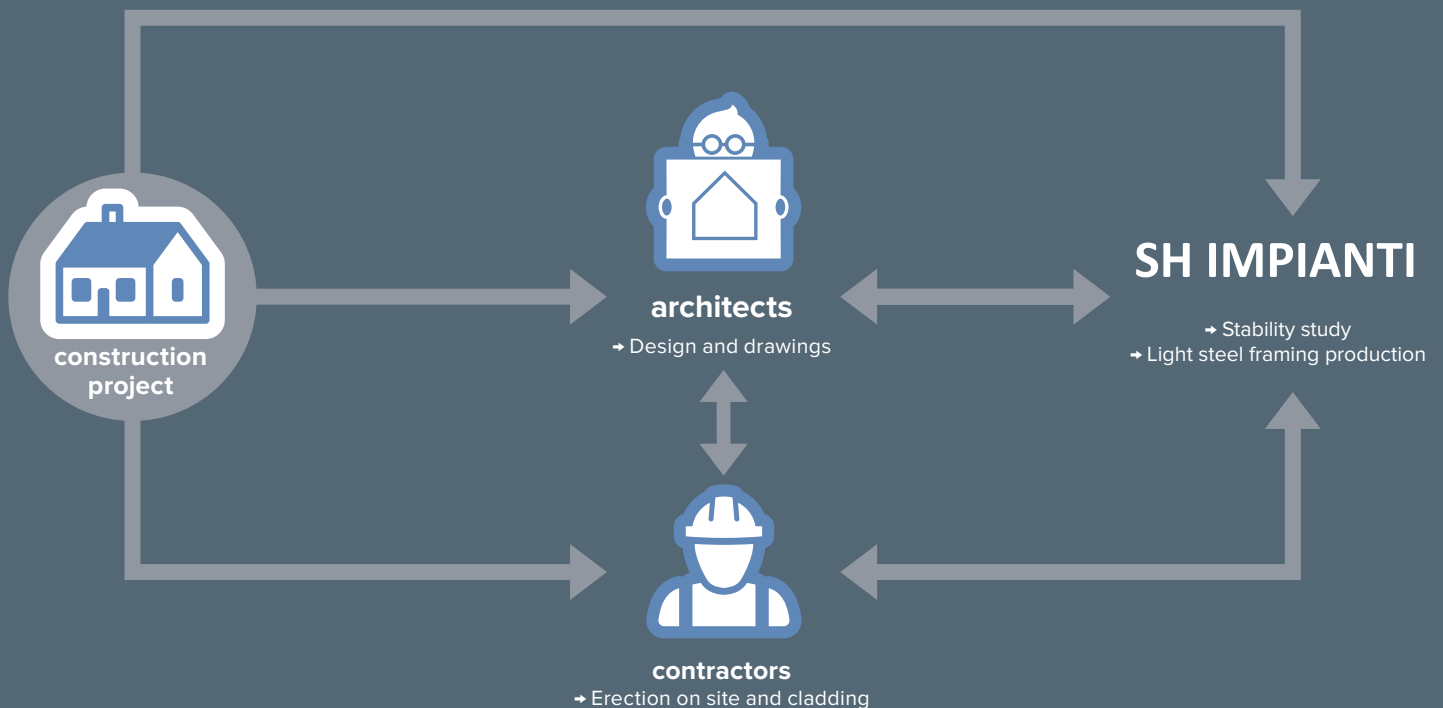 construction
project
architects
→ Design and drawings
SH IMPIANTI
→ Stability study
→ Light steel framing production
contractors
→ Erection on site and cladding